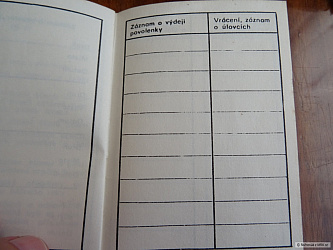 Záznam o výdeji
povolenky
Vrácení, záznam
o úlovcích